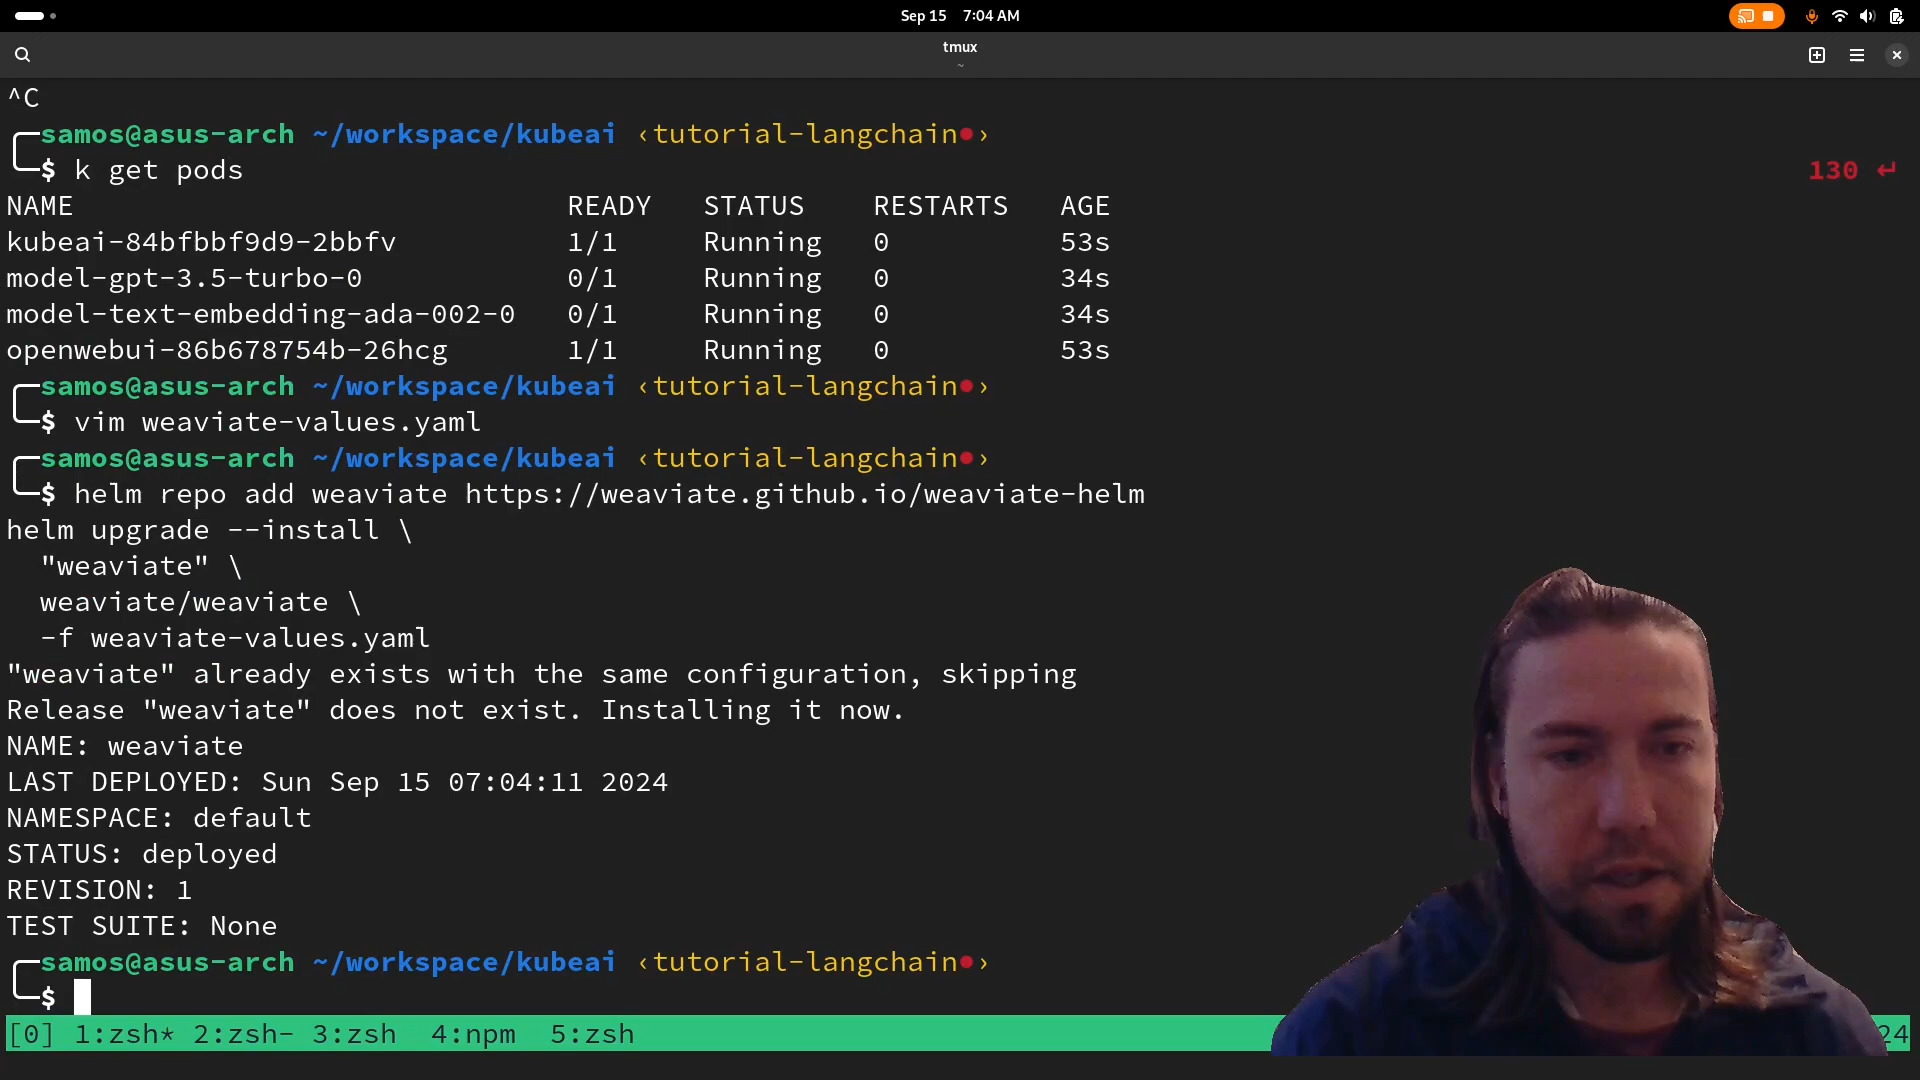 Sep 15 7:04 AM
tmux
~
^C
samos@asus-arch ~/workspace/kubeai ‹tutorial-langchain●›
$ k get pods 130 ↵
NAME READY STATUS RESTARTS AGE
kubeai-84bfbbf9d9-2bbfv 1/1 Running 0 53s
model-gpt-3.5-turbo-0 0/1 Running 0 34s
model-text-embedding-ada-002-0 0/1 Running 0 34s
openwebui-86b678754b-26hcg 1/1 Running 0 53s
samos@asus-arch ~/workspace/kubeai ‹tutorial-langchain●›
$ vim weaviate-values.yaml
samos@asus-arch ~/workspace/kubeai ‹tutorial-langchain●›
$ helm repo add weaviate https://weaviate.github.io/weaviate-helm
helm upgrade --install \
"weaviate" \
weaviate/weaviate \
-f weaviate-values.yaml
"weaviate" already exists with the same configuration, skipping
Release "weaviate" does not exist. Installing it now.
NAME: weaviate
LAST DEPLOYED: Sun Sep 15 07:04:11 2024
NAMESPACE: default
STATUS: deployed
REVISION: 1
TEST SUITE: None
samos@asus-arch ~/workspace/kubeai ‹tutorial-langchain●›
$
[0] 1:zsh* 2:zsh- 3:zsh 4:npm 5:zsh 24